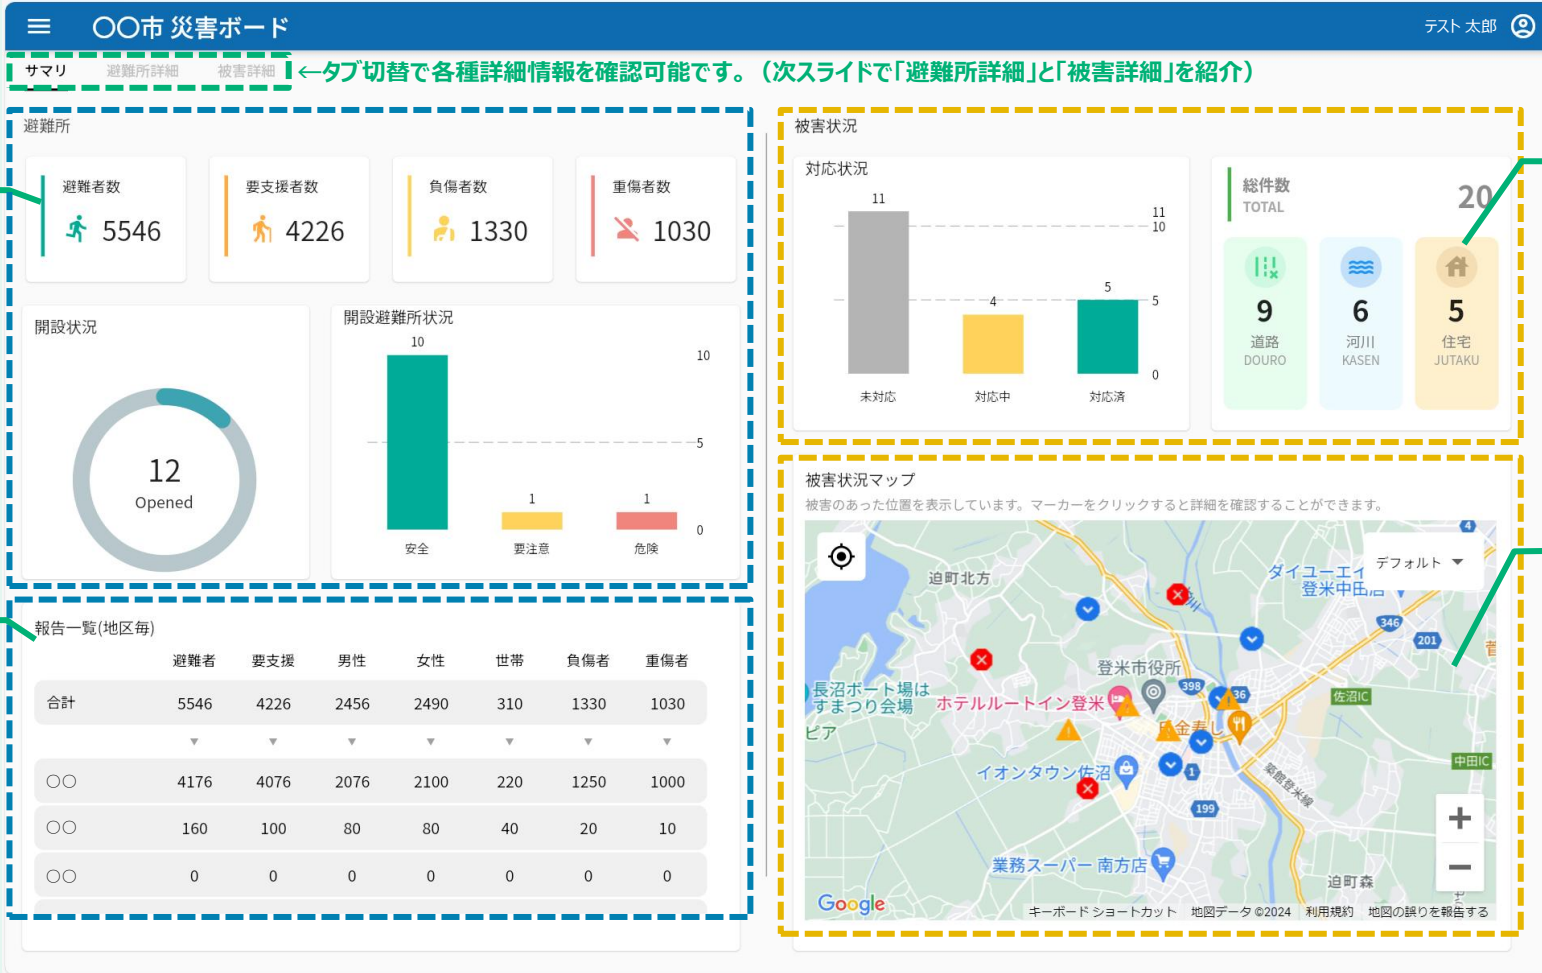 〇〇市 災害ボード
テスト 太郎
サマリ 避難所詳細 被害詳細
←タブ切替で各種詳細情報を確認可能です。（次スライドで「避難所詳細」と「被害詳細」を紹介）
避難所
避難者数
5546
要支援者数
4226
負傷者数
1330
重傷者数
1030
開設状況
12
Opened
開設避難所状況
10
1
1
10
5
0
安全 要注意 危険
報告一覧(地区毎)
避難者 要支援 男性 女性 世帯 負傷者 重傷者
合計 5546 4226 2456 2490 310 1330 1030
▼ ▼ ▼ ▼ ▼ ▼ ▼
〇〇 4176 4076 2076 2100 220 1250 1000
〇〇 160 100 80 80 40 20 10
〇〇 0 0 0 0 0 0 0
被害状況
対応状況
11
4
5
11
10
5
0
未対応 対応中 対応済
総件数
TOTAL
20
9
道路
DOURO
6
河川
KASEN
5
住宅
JUTAKU
被害状況マップ
被害のあった位置を表示しています。マーカーをクリックすると詳細を確認することができます。
デフォルト
4
迫町北方
ダイユーエイ
登米中田店
川
346
201
登米市役所
398
36
佐沼IC
長沼ボート場は
すまつり会場
ホテルルートイン登米
ピア
金寿し
イオンタウン佐沼
1
築館登米線
中田IC
199
業務スーパー 南方店
迫町森
Google
キーボード ショートカット 地図データ ©2024 利用規約 地図の誤りを報告する